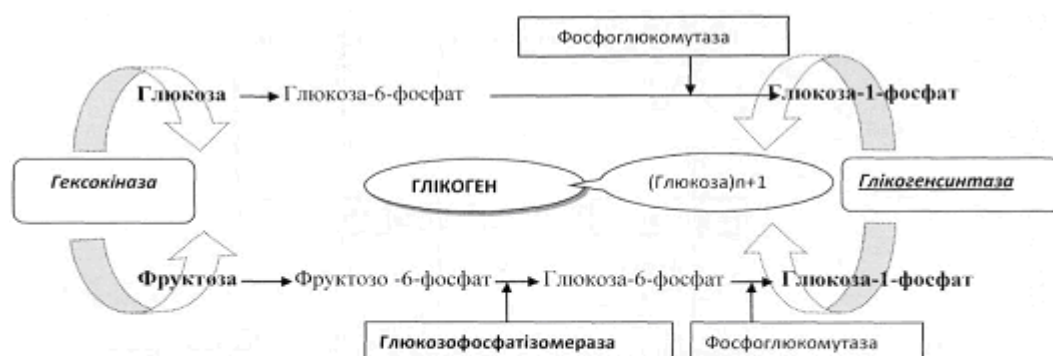 Фосфоглюкомутаза
Глюкоза Глюкоза-6-фосфат Глюкоза-1-фосфат
Гексокіназа ГЛІКОГЕН (Глюкоза)n+1 Глікогенсинтаза
Фруктоза Фруктозо -6-фосфат Глюкоза-6-фосфат Глюкоза-1-фосфат
Глюкозофосфатізомераза Фосфоглюкомутаза